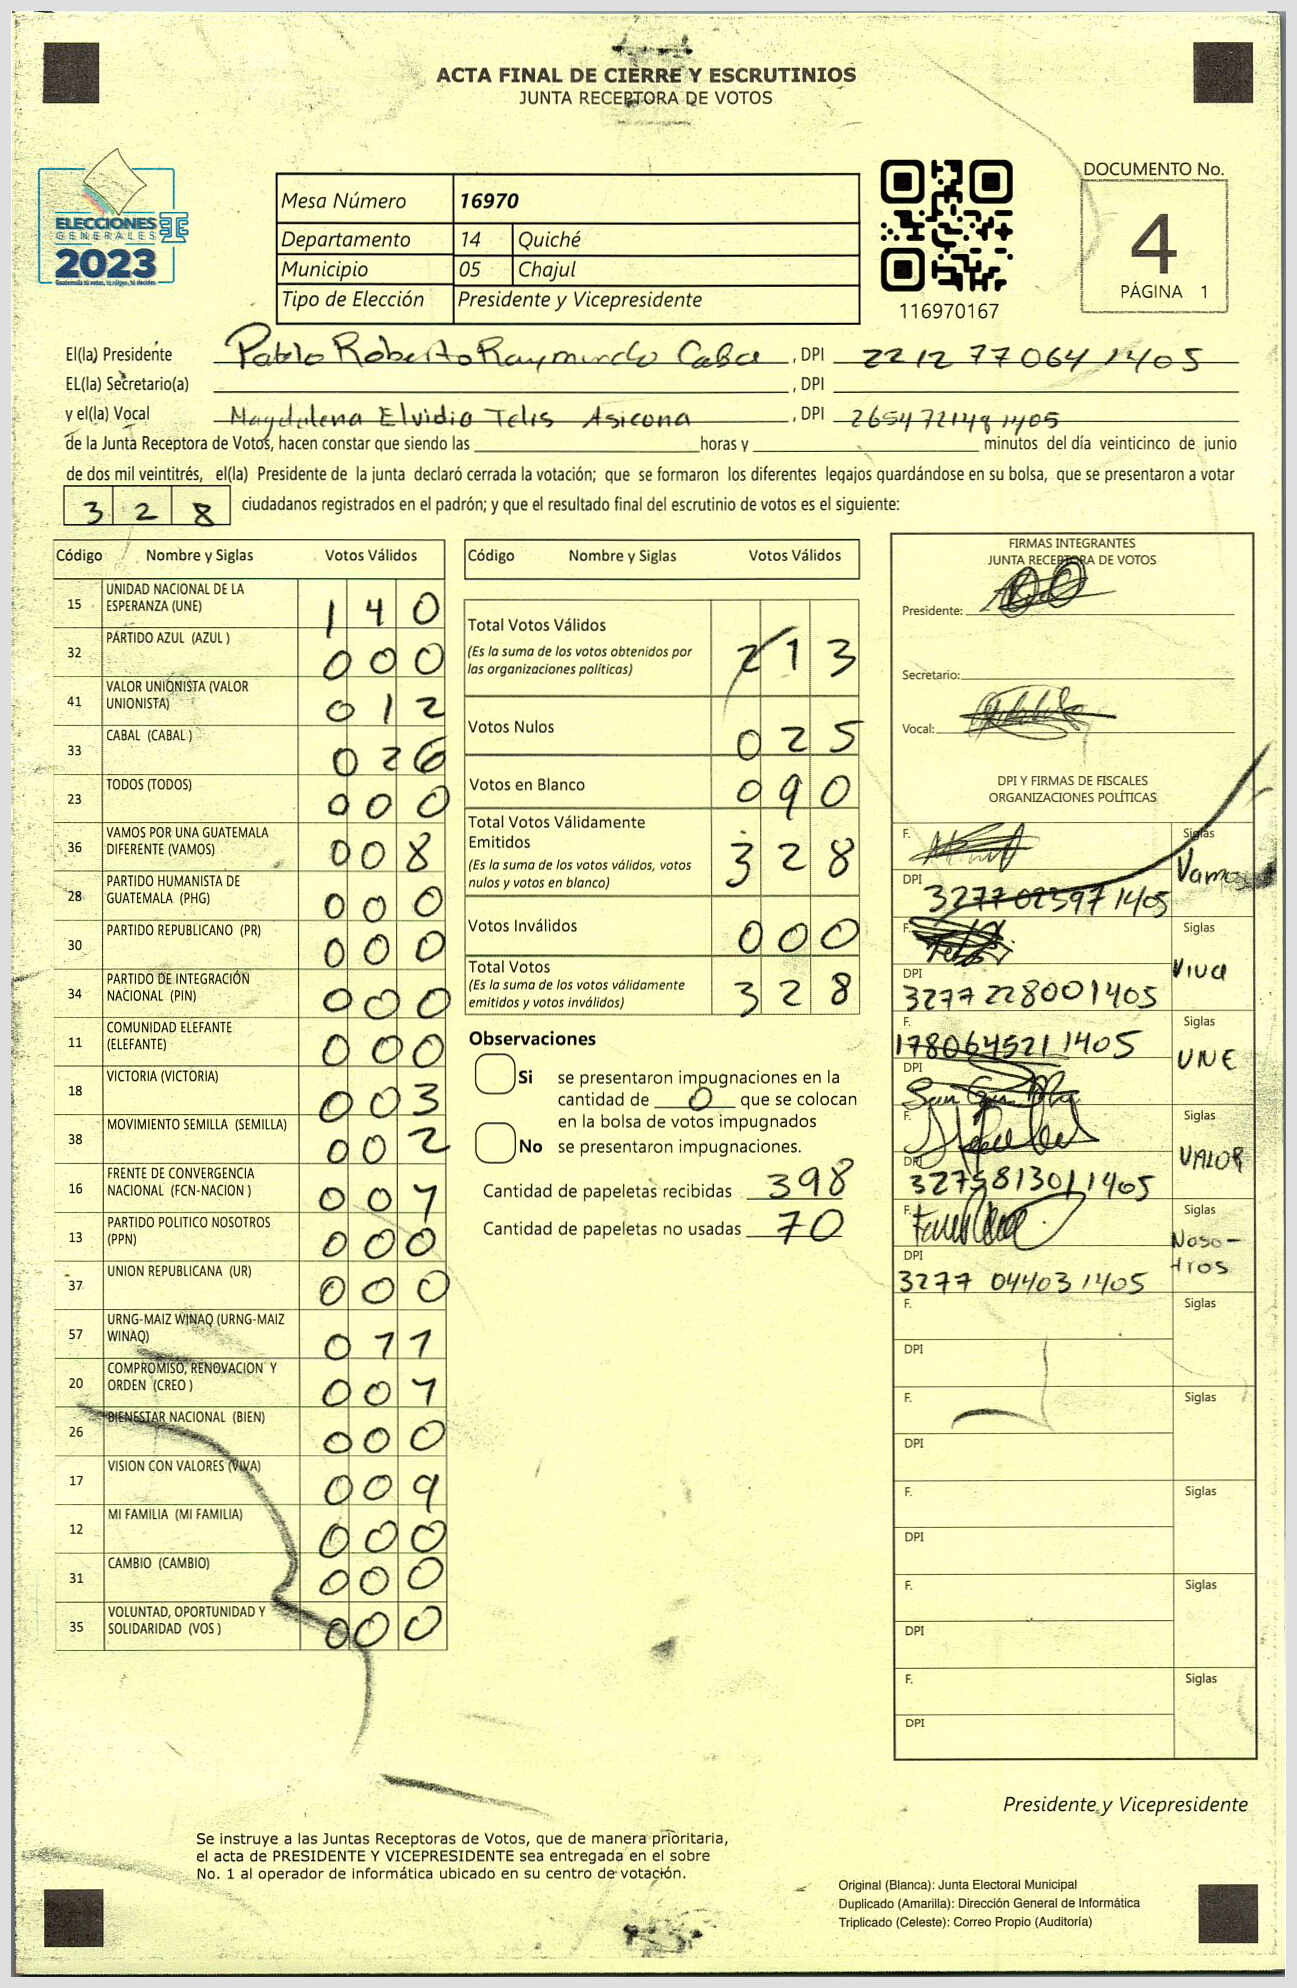 ACTA FINAL DE CIERRE Y ESCRUTINIOS
JUNTA RECEPTORA DE VOTOS
ELECCIONES
GENERALES
2023
Mesa Número 16970
Departamento 14 Quiché
Municipio 05 Chajul
Tipo de Elección Presidente y Vicepresidente
116970167
DOCUMENTO No.
4
PÁGINA 1
El(la) Presidente Pablo Roberto Raymundo Caba, DPI 2212 77064 1405
EL(la) Secretario(a) , DPI
y el(la) Vocal Magdalena Elvidia Telis Asicona, DPI 265472148 1405
de la Junta Receptora de Votos, hacen constar que siendo las horas y minutos del día veinticinco de junio
de dos mil veintitrés, el(la) Presidente de la junta declaró cerrada la votación; que se formaron los diferentes legajos guardándose en su bolsa, que se presentaron a votar
3 2 8 ciudadanos registrados en el padrón; y que el resultado final del escrutinio de votos es el siguiente:
Código Nombre y Siglas Votos Válidos
15 UNIDAD NACIONAL DE LA ESPERANZA (UNE) 1 4 0
32 PARTIDO AZUL (AZUL ) 0 0 0
41 VALOR UNIONISTA (VALOR UNIONISTA) 0 1 2
33 CABAL (CABAL ) 0 2 6
23 TODOS (TODOS) 0 0 0
36 VAMOS POR UNA GUATEMALA DIFERENTE (VAMOS) 0 0 8
28 PARTIDO HUMANISTA DE GUATEMALA (PHG) 0 0 0
30 PARTIDO REPUBLICANO (PR) 0 0 0
34 PARTIDO DE INTEGRACIÓN NACIONAL (PIN) 0 0 0
11 COMUNIDAD ELEFANTE (ELEFANTE) 0 0 0
18 VICTORIA (VICTORIA) 0 0 3
38 MOVIMIENTO SEMILLA (SEMILLA) 0 0 2
16 FRENTE DE CONVERGENCIA NACIONAL (FCN-NACION ) 0 0
13 PARTIDO POLITICO NOSOTROS (PPN) 0 0 0
37 UNION REPUBLICANA (UR) 0 0 0
57 URNG-MAIZ WINAQ (URNG-MAIZ WINAQ) 0
20 COMPROMISO, RENOVACION Y ORDEN (CREO ) 0 0
26 BIENESTAR NACIONAL (BIEN) 0 0 0
17 VISION CON VALORES (VIVA) 0 0 9
12 MI FAMILIA (MI FAMILIA) 0 0 0
31 CAMBIO (CAMBIO) 0 0 0
35 VOLUNTAD, OPORTUNIDAD Y SOLIDARIDAD (VOS ) 0 0 0
Código Nombre y Siglas Votos Válidos
Total Votos Válidos 2 1 3
(Es la suma de los votos obtenidos por
las organizaciones políticas)
Votos Nulos 0 2 5
Votos en Blanco 0 9 0
Total Votos Válidamente
Emitidos 3 2 8
(Es la suma de los votos válidos, votos
nulos y votos en blanco)
Votos Inválidos 0 0 0
Total Votos 3 2 8
(Es la suma de los votos válidamente
emitidos y votos inválidos)
Observaciones
Si se presentaron impugnaciones en la
cantidad de 0 que se colocan
en la bolsa de votos impugnados
No se presentaron impugnaciones.
Cantidad de papeletas recibidas 398
Cantidad de papeletas no usadas 70
FIRMAS INTEGRANTES
JUNTA RECEPTORA DE VOTOS
Presidente:
Secretario:
Vocal:
DPI Y FIRMAS DE FISCALES
ORGANIZACIONES POLÍTICAS
F. Siglas
Vamos
DPI 3277 02397 1405
F. Siglas
Viva
DPI
3277 22800 1405
F. Siglas
1780645211405
UNE
DPI
F. Siglas
VALOR
DPI
3275813011405
F. Siglas
Noso-
tros
DPI
3277 04403 1405
F. Siglas
DPI
F. Siglas
DPI
F. Siglas
DPI
F. Siglas
DPI
F. Siglas
DPI
Presidente y Vicepresidente
Se instruye a las Juntas Receptoras de Votos, que de manera prioritaria,
el acta de PRESIDENTE Y VICEPRESIDENTE sea entregada en el sobre
No. 1 al operador de informática ubicado en su centro de votación.
Original (Blanca): Junta Electoral Municipal
Duplicado (Amarilla): Dirección General de Informática
Triplicado (Celeste): Correo Propio (Auditoría)